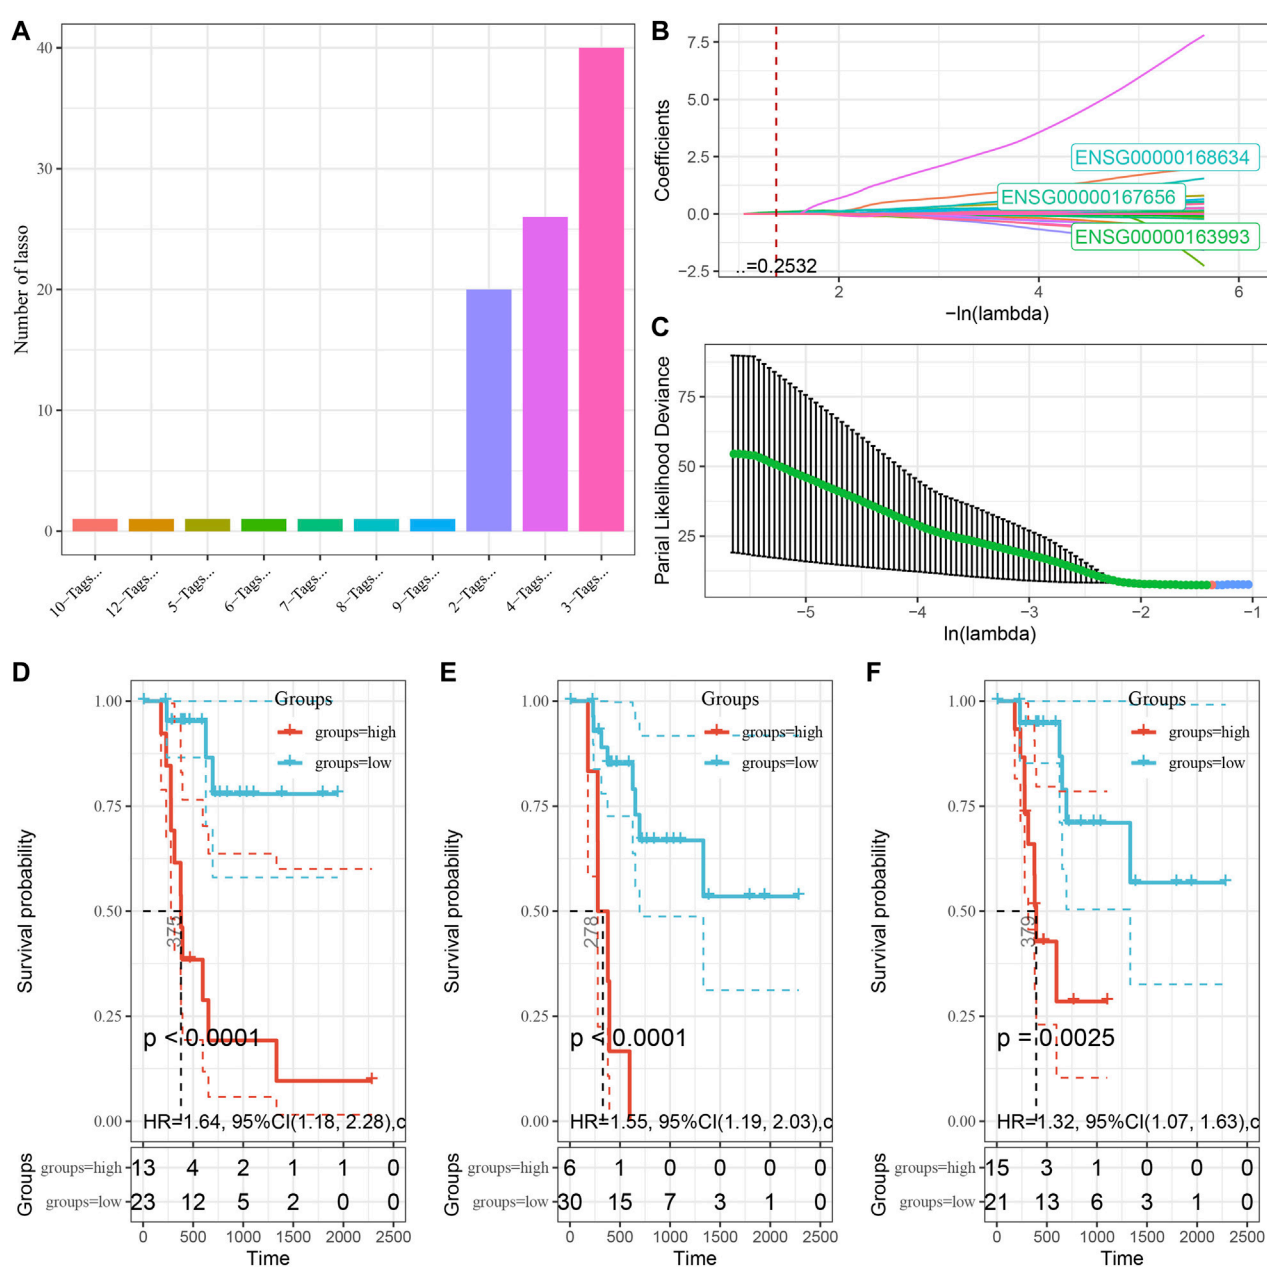 A
Number of lasso
40
30
20
10
0
10−Tags...
12−Tags...
5−Tags...
6−Tags...
7−Tags...
8−Tags...
9−Tags...
2−Tags...
4−Tags...
3−Tags...
B
Coefficients
7.5
5.0
2.5
0.0
−2.5
ENSG00000168634
ENSG00000167656
ENSG00000163993
..=0.2532
2 4 6
−ln(lambda)
C
Parial Likelihood Deviance
75
50
25
−5 −4 −3 −2 −1
ln(lambda)
D
Survival probability
1.00
0.75
0.50
0.25
0.00
Groups
groups=high
groups=low
375
p < 0.0001
HR=1.64, 95%CI(1.18, 2.28),c
Groups
groups=high 13 4 2 1 1 0
groups=low 23 12 5 2 0 0
0 500 1000 1500 2000 2500
Time
E
Survival probability
1.00
0.75
0.50
0.25
0.00
Groups
groups=high
groups=low
278
p < 0.0001
HR=1.55, 95%CI(1.19, 2.03),c
Groups
groups=high 6 1 0 0 0 0
groups=low 30 15 7 3 1 0
0 500 1000 1500 2000 2500
Time
F
Survival probability
1.00
0.75
0.50
0.25
0.00
Groups
groups=high
groups=low
379
p = 0.0025
HR=1.32, 95%CI(1.07, 1.63),c
Groups
groups=high 15 3 1 0 0 0
groups=low 21 13 6 3 1 0
0 500 1000 1500 2000 2500
Time